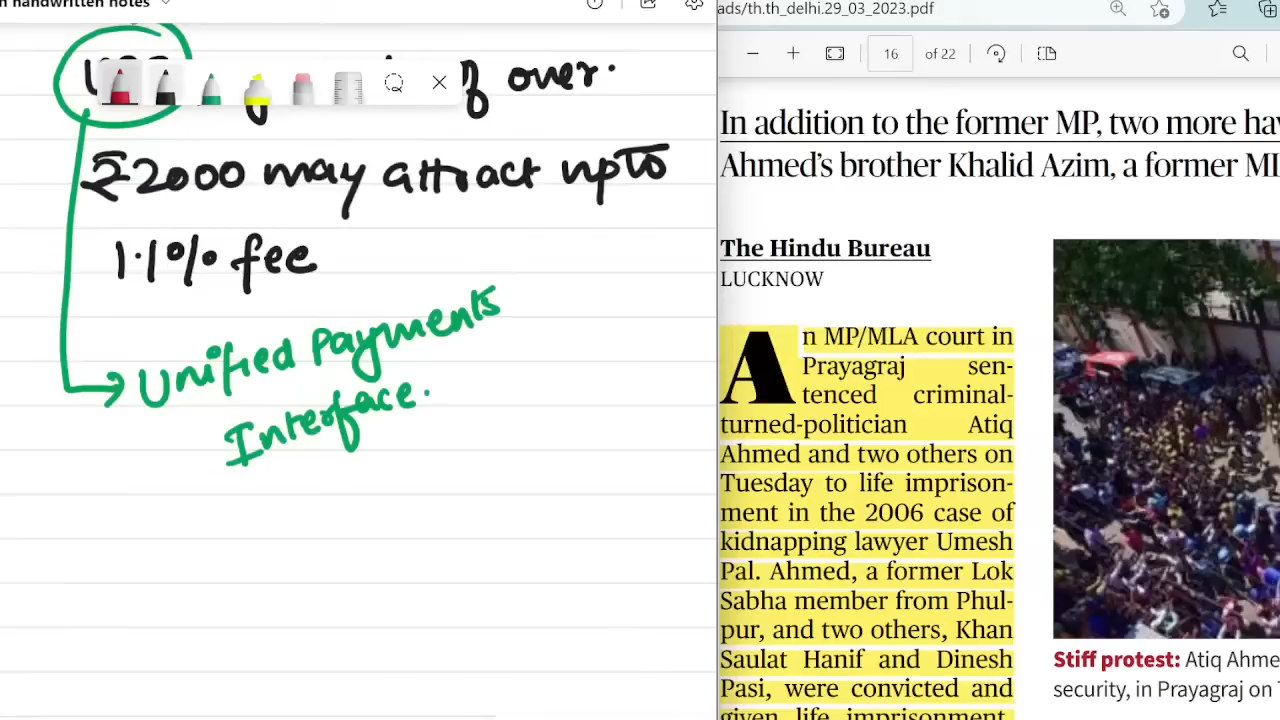 n handwritten notes
of over.
₹2000 may attract upto
1.1% fee
Unified Payments
Interface.
ads/th.th_delhi.29_03_2023.pdf
16 of 22
In addition to the former MP, two more hav
Ahmed's brother Khalid Azim, a former ML
The Hindu Bureau
LUCKNOW
An MP/MLA court in
Prayagraj sen-
tenced criminal-
turned-politician Atiq
Ahmed and two others on
Tuesday to life imprison-
ment in the 2006 case of
kidnapping lawyer Umesh
Pal. Ahmed, a former Lok
Sabha member from Phul-
pur, and two others, Khan
Saulat Hanif and Dinesh
Pasi, were convicted and
given life imprisonment.
Stiff protest: Atiq Ahme
security, in Prayagraj on T